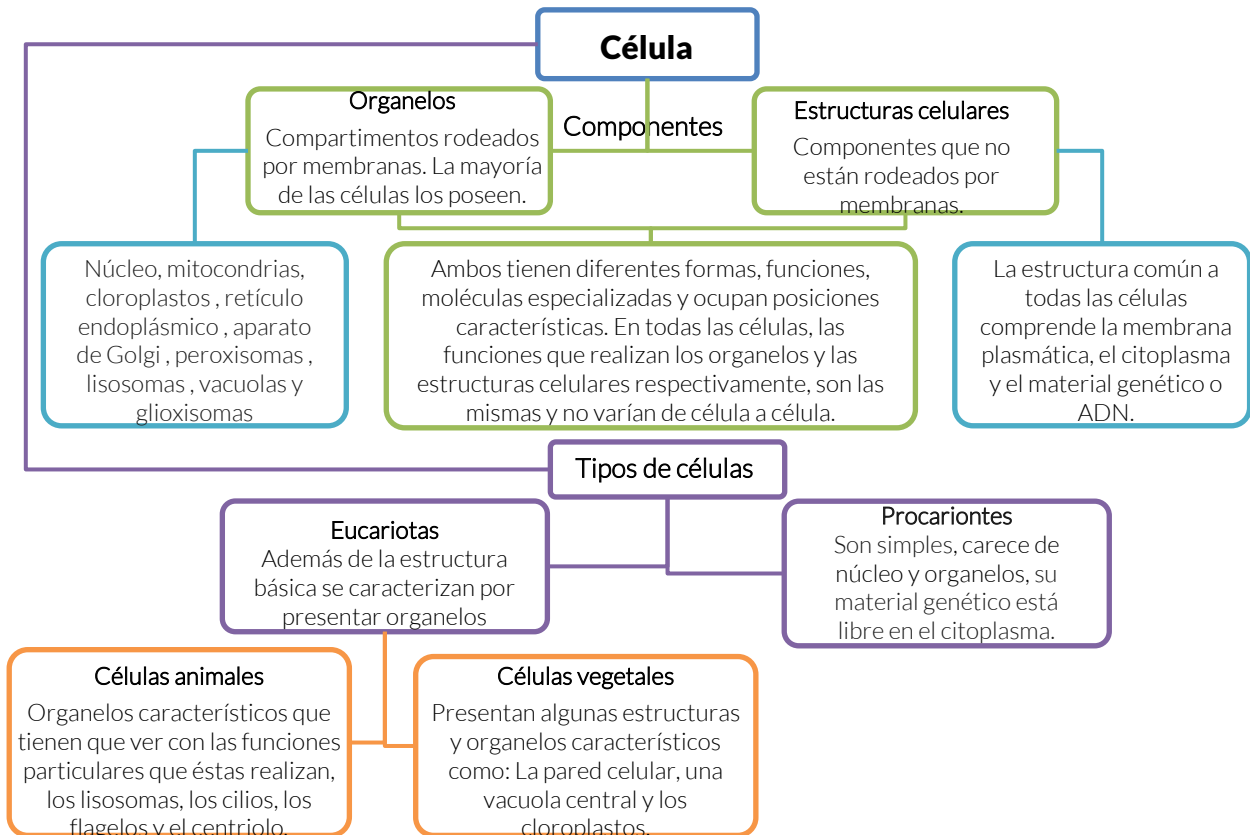 Célula
Componentes
Organelos
Compartimentos rodeados
por membranas. La mayoría
de las células los poseen.
Estructuras celulares
Componentes que no
están rodeados por
membranas.
Núcleo, mitocondrias,
cloroplastos , retículo
endoplásmico , aparato
de Golgi , peroxisomas ,
lisosomas , vacuolas y
glioxisomas
Ambos tienen diferentes formas, funciones,
moléculas especializadas y ocupan posiciones
características. En todas las células, las
funciones que realizan los organelos y las
estructuras celulares respectivamente, son las
mismas y no varían de célula a célula.
La estructura común a
todas las células
comprende la membrana
plasmática, el citoplasma
y el material genético o
ADN.
Tipos de células
Eucariotas
Además de la estructura
básica se caracterizan por
presentar organelos
Procariontes
Son simples, carece de
núcleo y organelos, su
material genético está
libre en el citoplasma.
Células animales
Organelos característicos que
tienen que ver con las funciones
particulares que éstas realizan,
los lisosomas, los cilios, los
flagelos y el centriolo.
Células vegetales
Presentan algunas estructuras
y organelos característicos
como: La pared celular, una
vacuola central y los
cloroplastos.